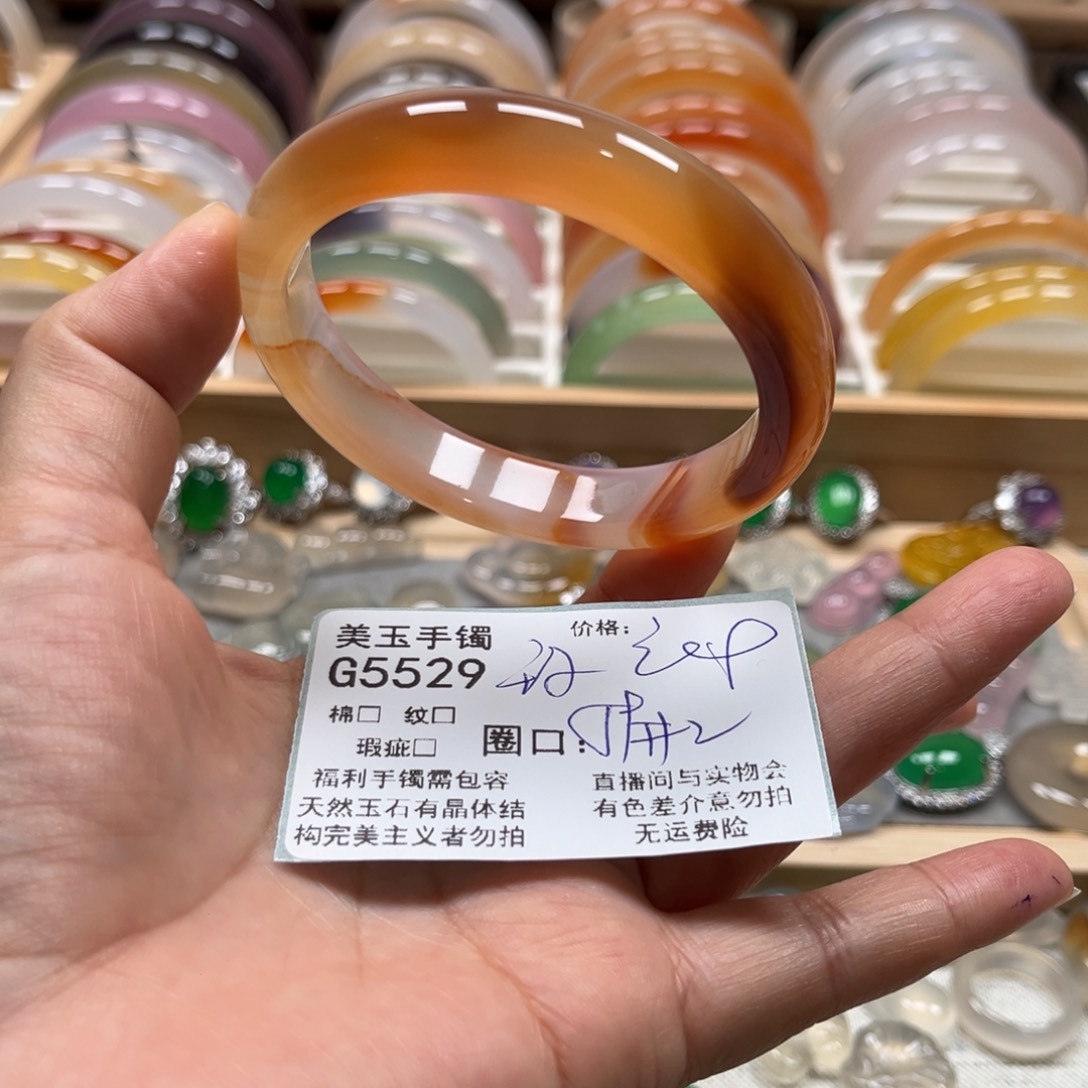 美玉手镯 价格:
G5529
棉□ 纹□
瑕疵□ 圈口:
福利手镯需包容
天然玉石有晶体结
构完美主义者勿拍
直播间与实物会
有色差介意勿拍
无运费险